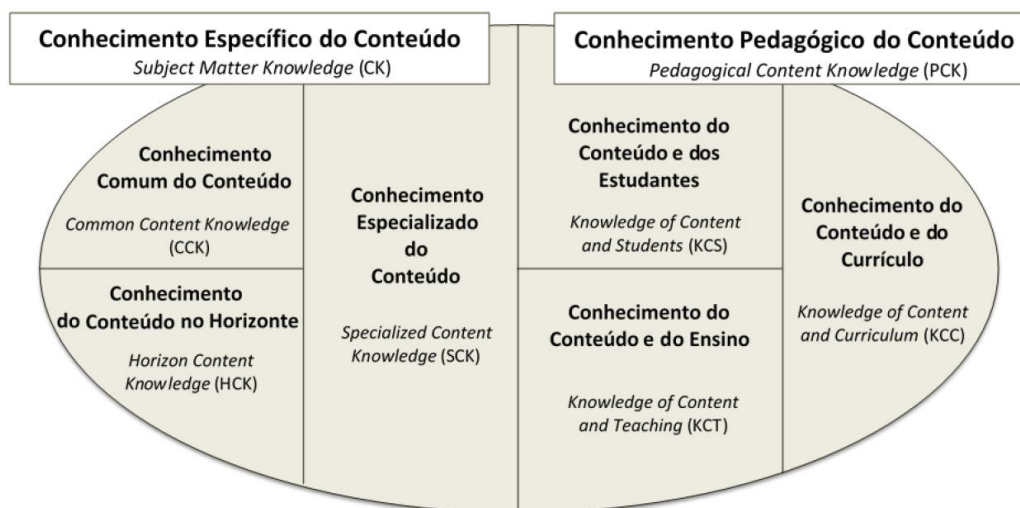 Conhecimento Específico do Conteúdo
Subject Matter Knowledge (CK)
Conhecimento Pedagógico do Conteúdo
Pedagogical Content Knowledge (PCK)
Conhecimento
Comum do Conteúdo
Common Content Knowledge
(CCK)
Conhecimento
do Conteúdo no Horizonte
Horizon Content
Knowledge (HCK)
Conhecimento
Especializado
do
Conteúdo
Specialized Content
Knowledge (SCK)
Conhecimento do
Conteúdo e dos
Estudantes
Knowledge of Content
and Students (KCS)
Conhecimento do
Conteúdo e do Ensino
Knowledge of Content
and Teaching (KCT)
Conhecimento do
Conteúdo e do
Currículo
Knowledge of Content
and Curriculum (KCC)